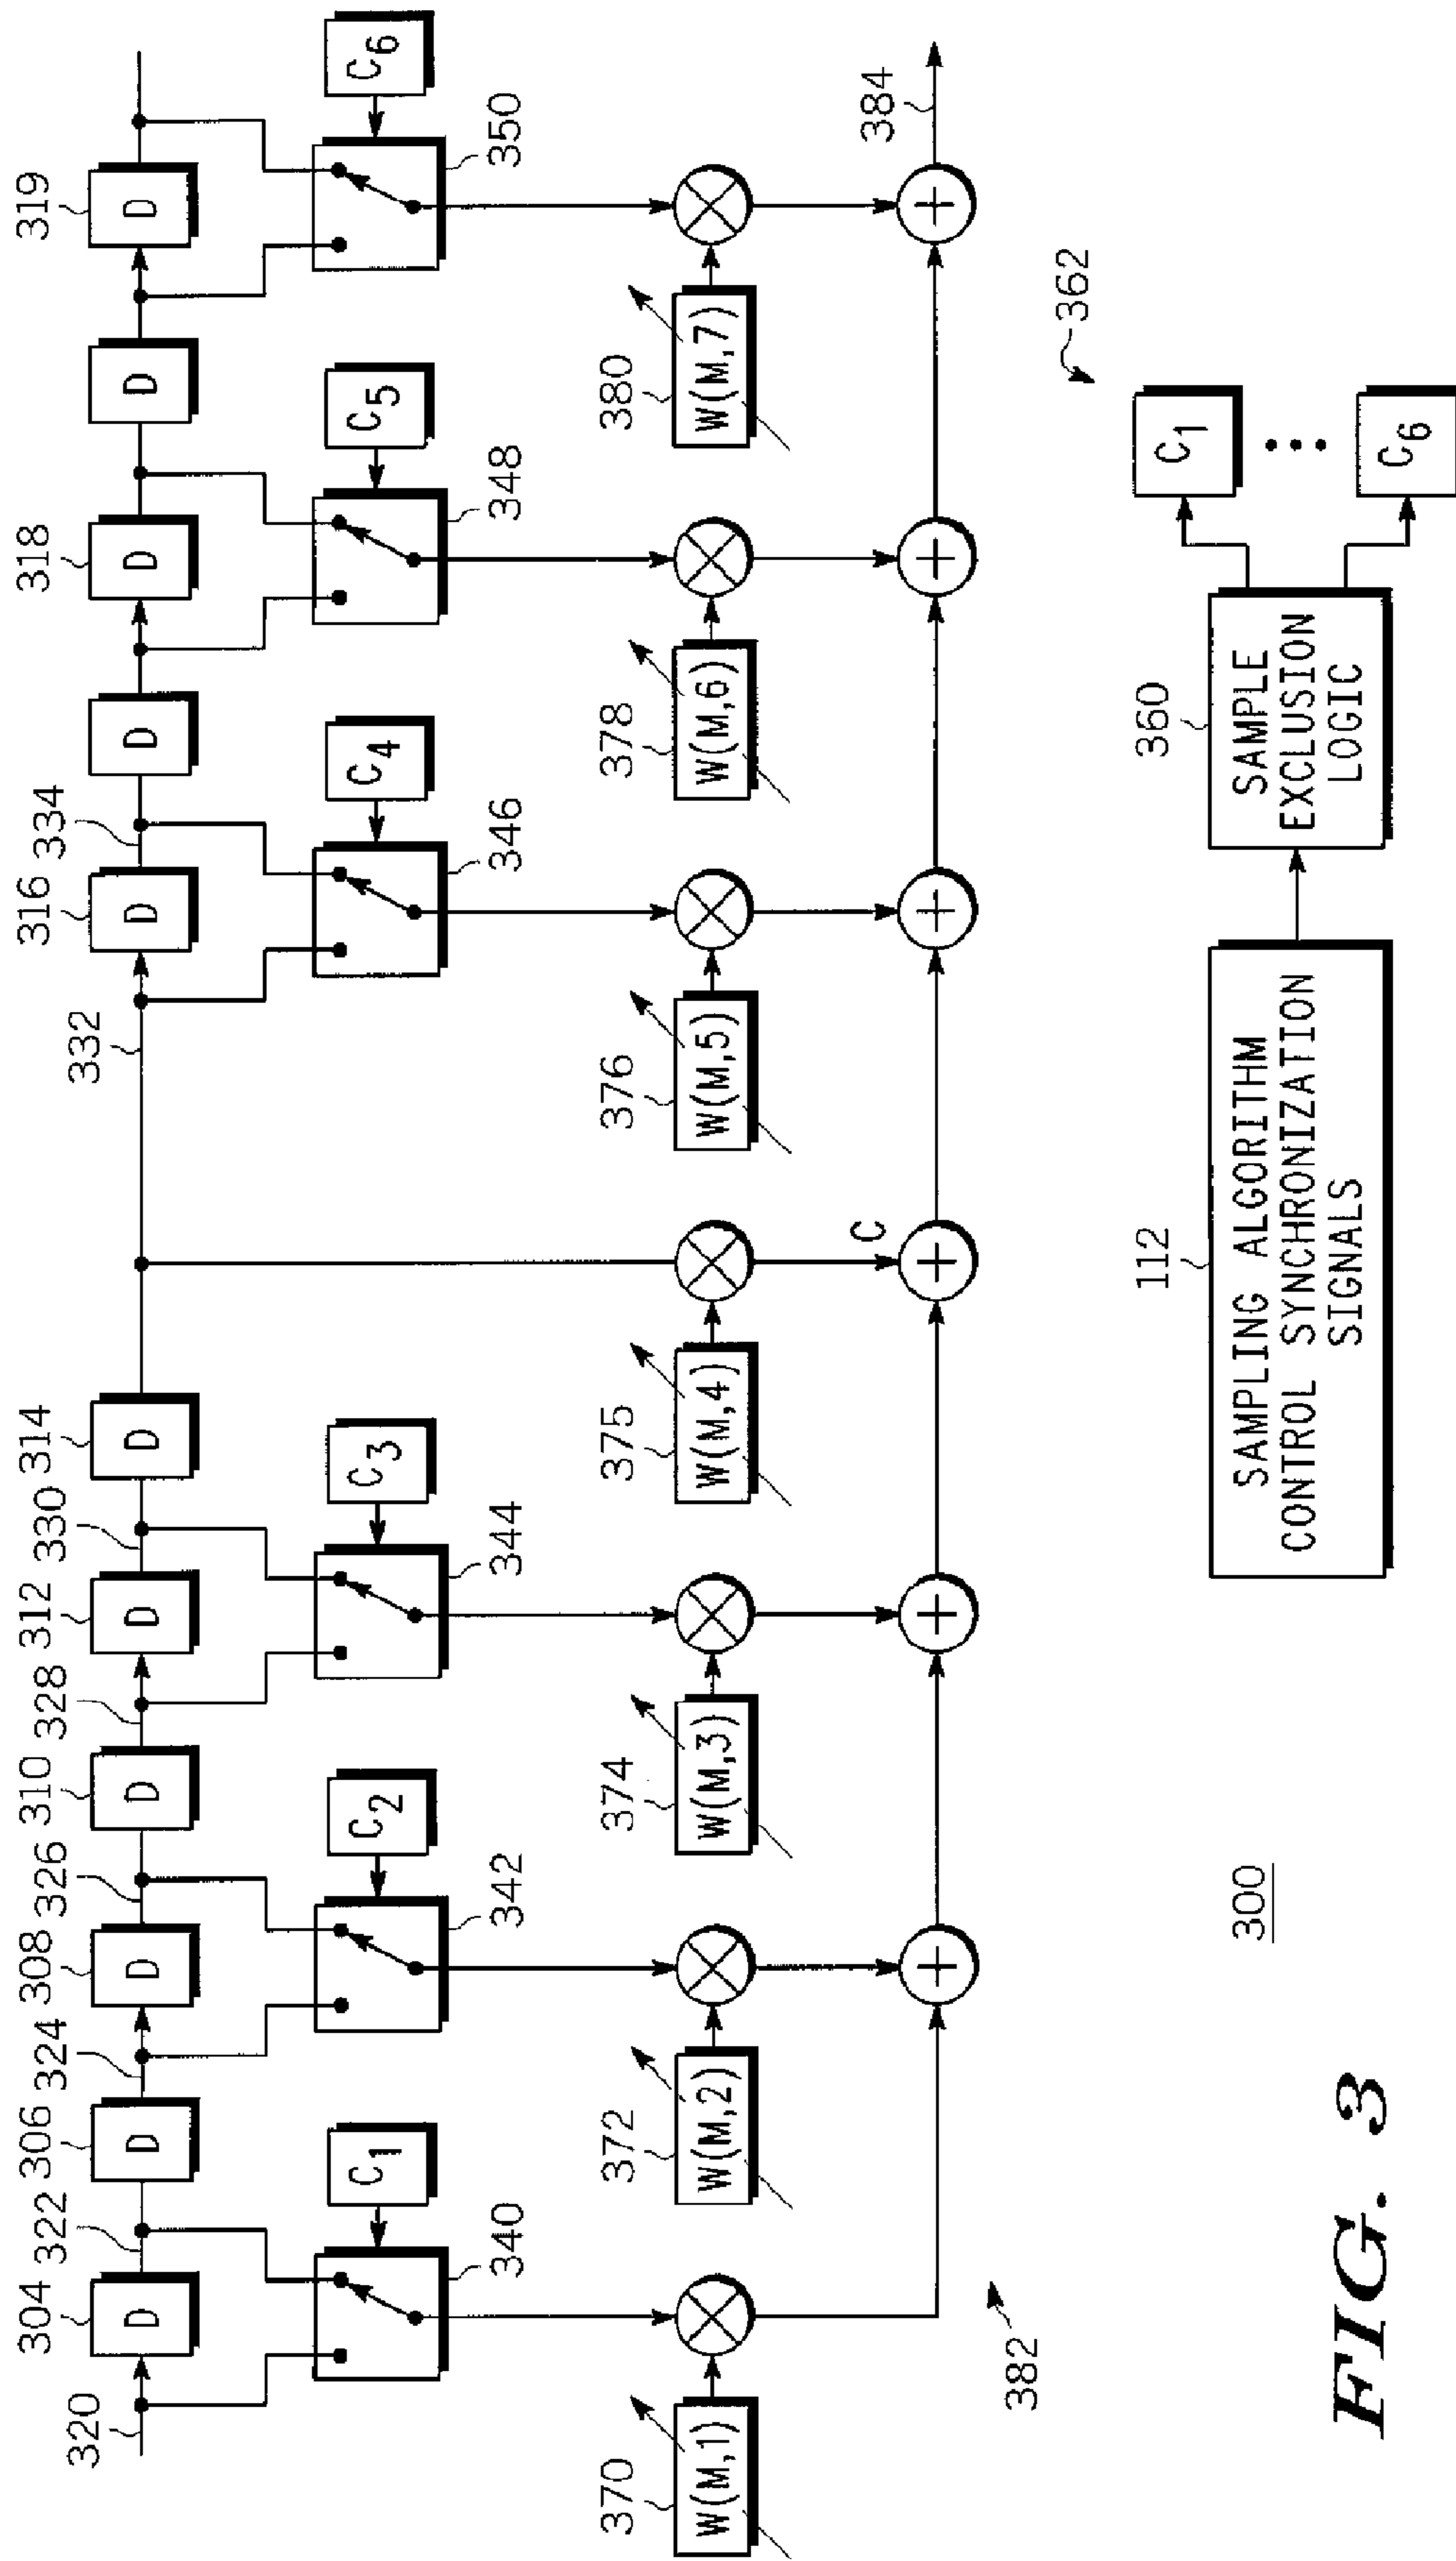 304 306 308 310 312 314 316 318 319
320 322 324 326 328 330 332 334
D D D D D D D D D D D
C1 C2 C3 C4 C5 C6
340 342 344 346 348 350
370 372 374 375 376 378 380
W(M,1) W(M,2) W(M,3) W(M,4) W(M,5) W(M,6) W(M,7)
C
382
384
362
112
SAMPLING ALGORITHM
CONTROL SYNCHRONIZATION
SIGNALS
360
SAMPLE
EXCLUSION
LOGIC
C1
C6
300
FIG. 3